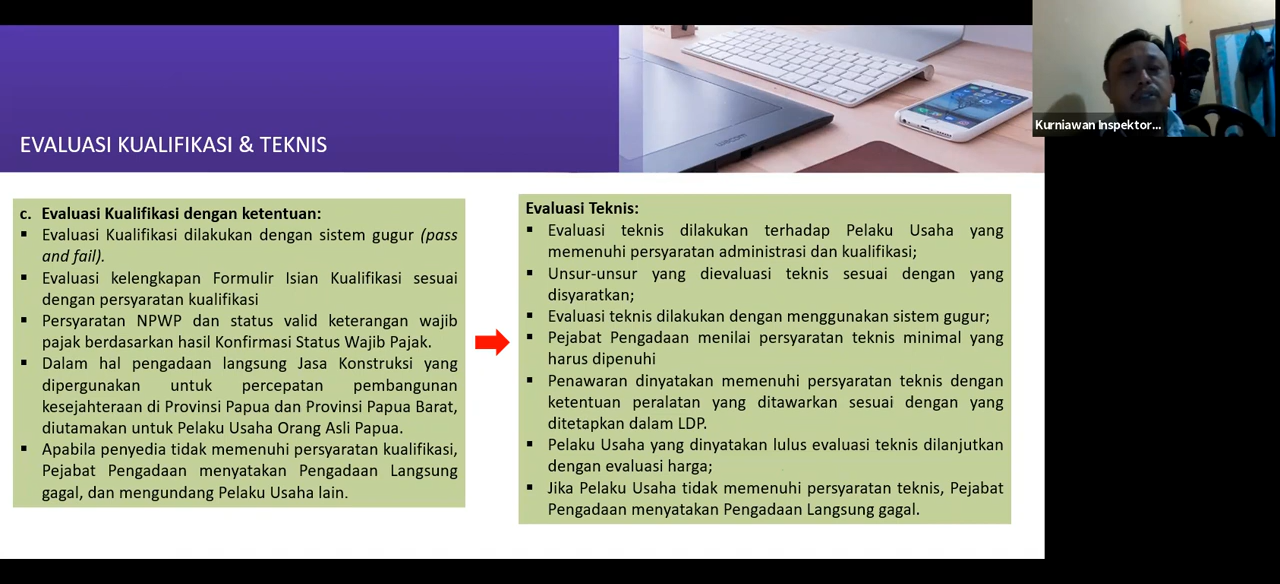 EVALUASI KUALIFIKASI & TEKNIS
Kurniawan Inspektor...
c. Evaluasi Kualifikasi dengan ketentuan:
▪ Evaluasi Kualifikasi dilakukan dengan sistem gugur (pass
and fail).
▪ Evaluasi kelengkapan Formulir Isian Kualifikasi sesuai
dengan persyaratan kualifikasi
▪ Persyaratan NPWP dan status valid keterangan wajib
pajak berdasarkan hasil Konfirmasi Status Wajib Pajak.
▪ Dalam hal pengadaan langsung Jasa Konstruksi yang
dipergunakan untuk percepatan pembangunan
kesejahteraan di Provinsi Papua dan Provinsi Papua Barat,
diutamakan untuk Pelaku Usaha Orang Asli Papua.
▪ Apabila penyedia tidak memenuhi persyaratan kualifikasi,
Pejabat Pengadaan menyatakan Pengadaan Langsung
gagal, dan mengundang Pelaku Usaha lain.
Evaluasi Teknis:
▪ Evaluasi teknis dilakukan terhadap Pelaku Usaha yang
memenuhi persyaratan administrasi dan kualifikasi;
▪ Unsur-unsur yang dievaluasi teknis sesuai dengan yang
disyaratkan;
▪ Evaluasi teknis dilakukan dengan menggunakan sistem gugur;
▪ Pejabat Pengadaan menilai persyaratan teknis minimal yang
harus dipenuhi
▪ Penawaran dinyatakan memenuhi persyaratan teknis dengan
ketentuan peralatan yang ditawarkan sesuai dengan yang
ditetapkan dalam LDP.
▪ Pelaku Usaha yang dinyatakan lulus evaluasi teknis dilanjutkan
dengan evaluasi harga;
▪ Jika Pelaku Usaha tidak memenuhi persyaratan teknis, Pejabat
Pengadaan menyatakan Pengadaan Langsung gagal.